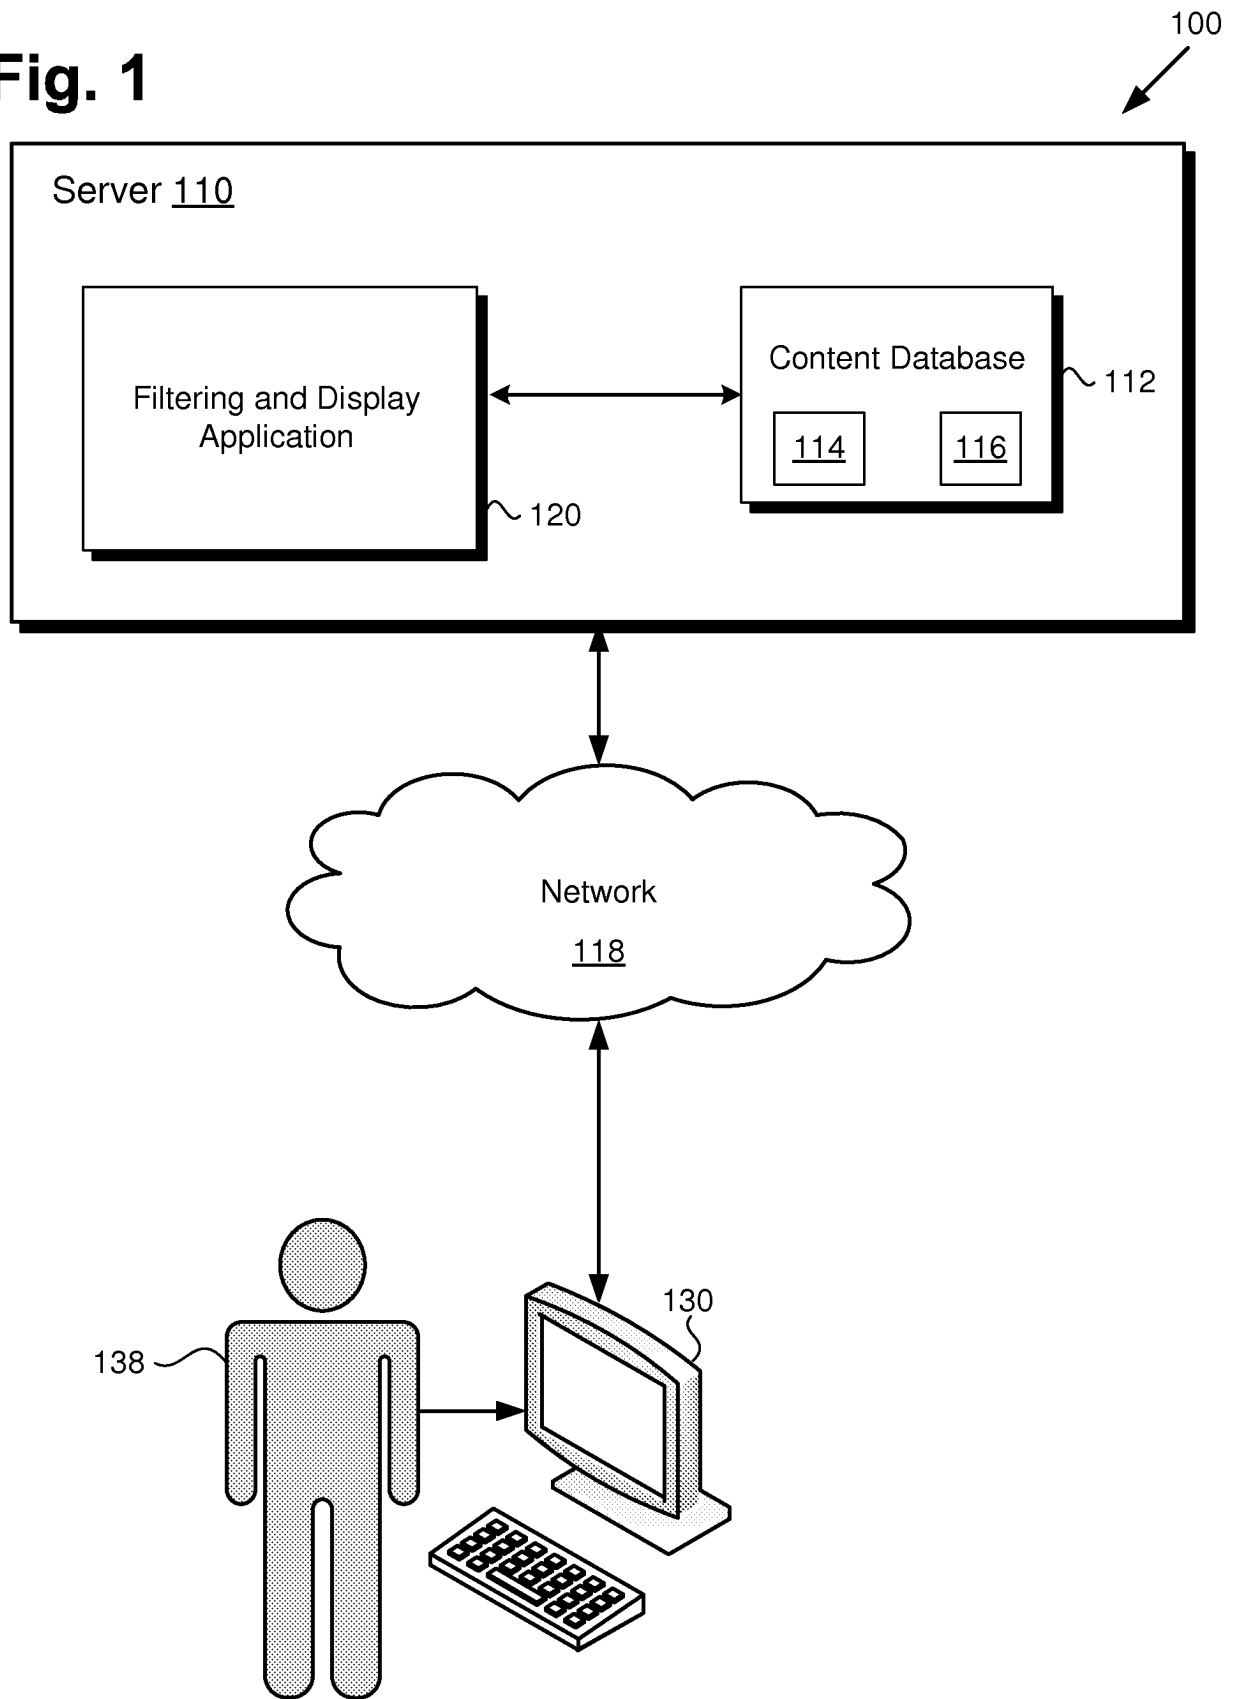 100
Fig. 1
Server 110
Filtering and Display
Application
120
Content Database
112
114
116
Network
118
130
138